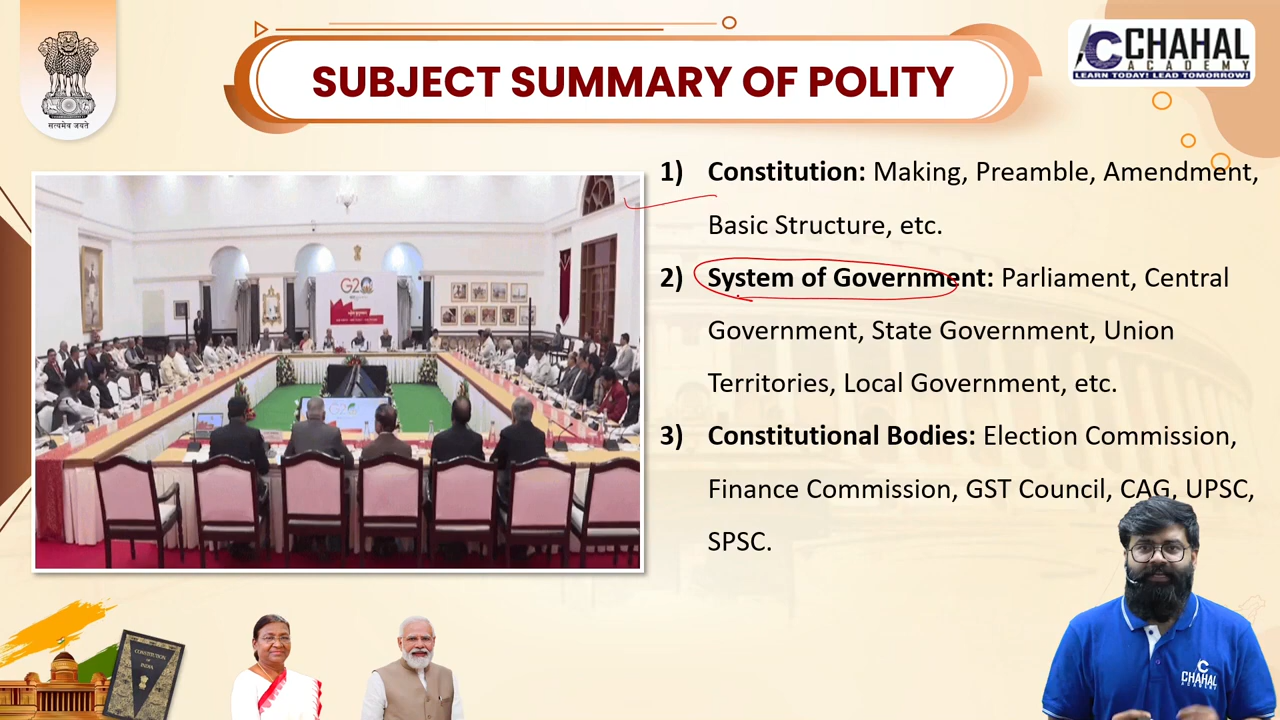 SUBJECT SUMMARY OF POLITY
CHAHAL
ACADEMY
LEARN TODAY! LEAD TOMORROW!
सत्यमेव जयते
1) Constitution: Making, Preamble, Amendment,
Basic Structure, etc.
2) System of Government: Parliament, Central
Government, State Government, Union
Territories, Local Government, etc.
3) Constitutional Bodies: Election Commission,
Finance Commission, GST Council, CAG, UPSC,
SPSC.
G20
G20
CONSTITUTION
OF
INDIA
CHAHAL
ACADEMY